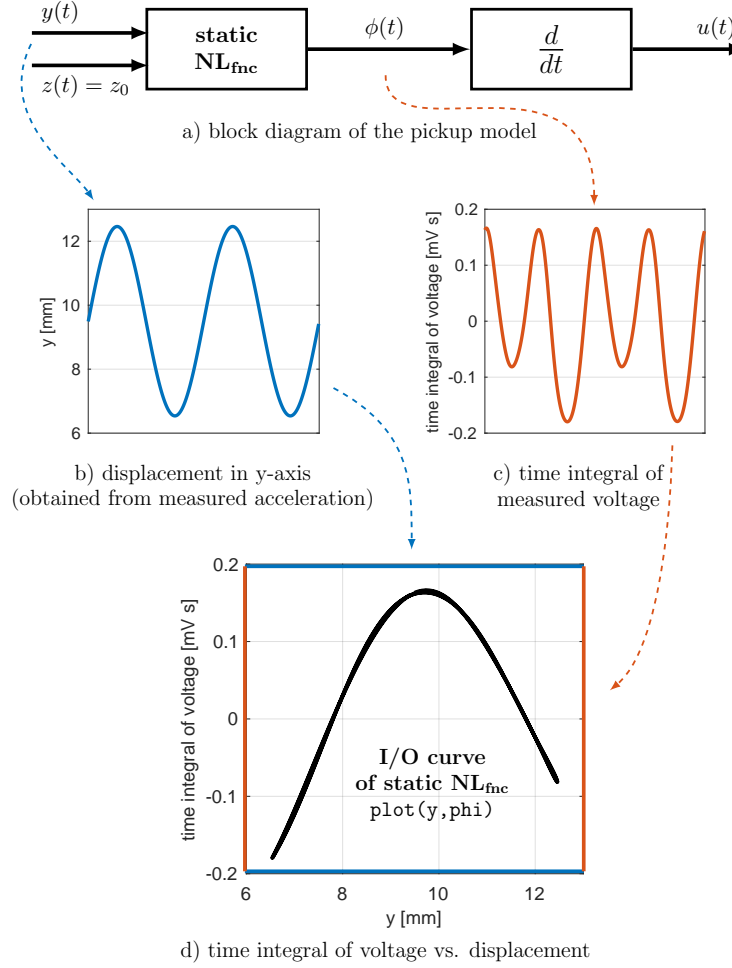 y(t)
z(t) = z₀
static
NL_fnc
ϕ(t)
d
dt
u(t)
a) block diagram of the pickup model
12
10
8
6
y [mm]
0.2
0.1
0
-0.1
-0.2
time integral of voltage [mV s]
b) displacement in y-axis
(obtained from measured acceleration)
c) time integral of
measured voltage
0.2
0.1
0
-0.1
-0.2
time integral of voltage [mV s]
I/O curve
of static NL_fnc
plot(y,phi)
6 8 10 12
y [mm]
d) time integral of voltage vs. displacement